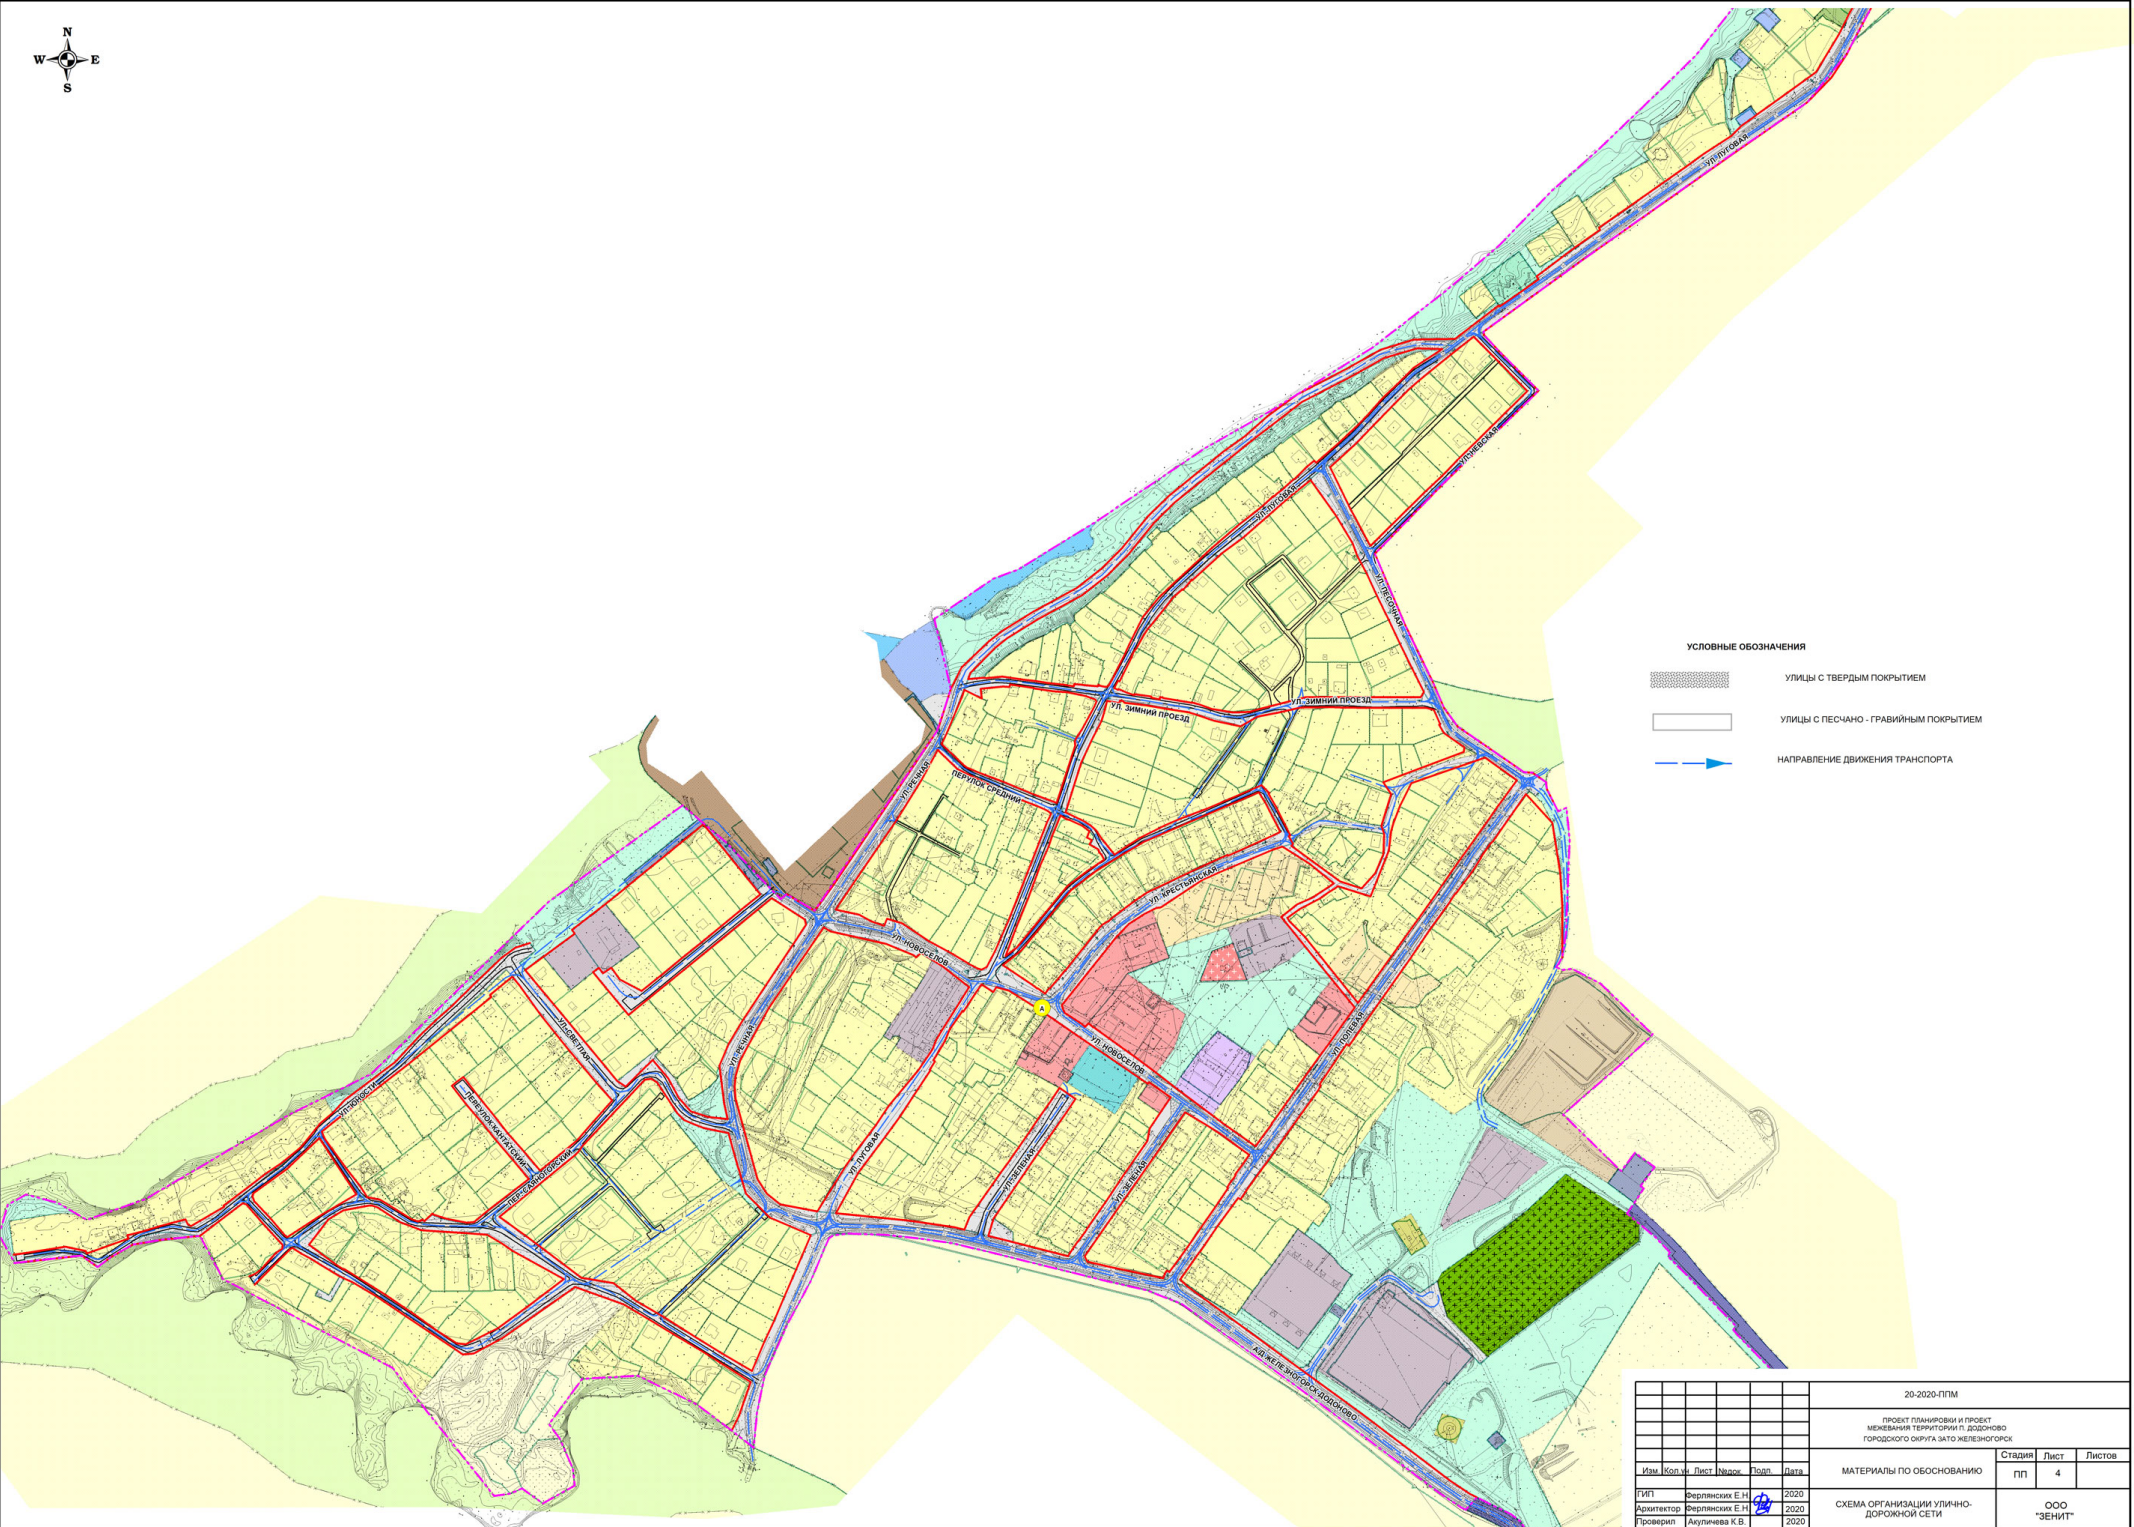 N
W E
S
УЛ. ЛУГОВАЯ
УЛ. НЕВСКАЯ
УЛ. ЛУГОВАЯ
УЛ. ПЕСОЧНАЯ
УСЛОВНЫЕ ОБОЗНАЧЕНИЯ
УЛИЦЫ С ТВЕРДЫМ ПОКРЫТИЕМ
УЛИЦЫ С ПЕСЧАНО - ГРАВИЙНЫМ ПОКРЫТИЕМ
НАПРАВЛЕНИЕ ДВИЖЕНИЯ ТРАНСПОРТА
УЛ. ЗИМНИЙ ПРОЕЗД
УЛ. ЗИМНИЙ ПРОЕЗД
УЛ. РЕЧНАЯ
ПЕРУЛОК СРЕДНИЙ
УЛ. КРЕСТЬЯНСКАЯ
УЛ. НОВОСЕЛОВ
А
УЛ. СВЕТЛАЯ
УЛ. РЕЧНАЯ
УЛ. НОВОСЕЛОВ
УЛ. ПОЛЕВАЯ
УЛ. ЮНОСТИ
ПЕРЕУЛОК КАНТАТСКИЙ
ПЕР. САЯНОГОРСКИЙ
УЛ. ЛУГОВАЯ
УЛ. ЗЕЛЕНАЯ
УЛ. ЗЕЛЕНАЯ
А/Д ЖЕЛЕЗНОГОРСК-ДОДОНОВО
20-2020-ППМ
ПРОЕКТ ПЛАНИРОВКИ И ПРОЕКТ
МЕЖЕВАНИЯ ТЕРРИТОРИИ П. ДОДОНОВО
ГОРОДСКОГО ОКРУГА ЗАТО ЖЕЛЕЗНОГОРСК
Изм. Кол.уч Лист №док. Подп. Дата
МАТЕРИАЛЫ ПО ОБОСНОВАНИЮ
Стадия Лист Листов
ПП 4
ГИП Ферлянских Е.Н. 2020
Архитектор Ферлянских Е.Н. 2020
Проверил Акуличева К.В. 2020
СХЕМА ОРГАНИЗАЦИИ УЛИЧНО-
ДОРОЖНОЙ СЕТИ
ООО
"ЗЕНИТ"